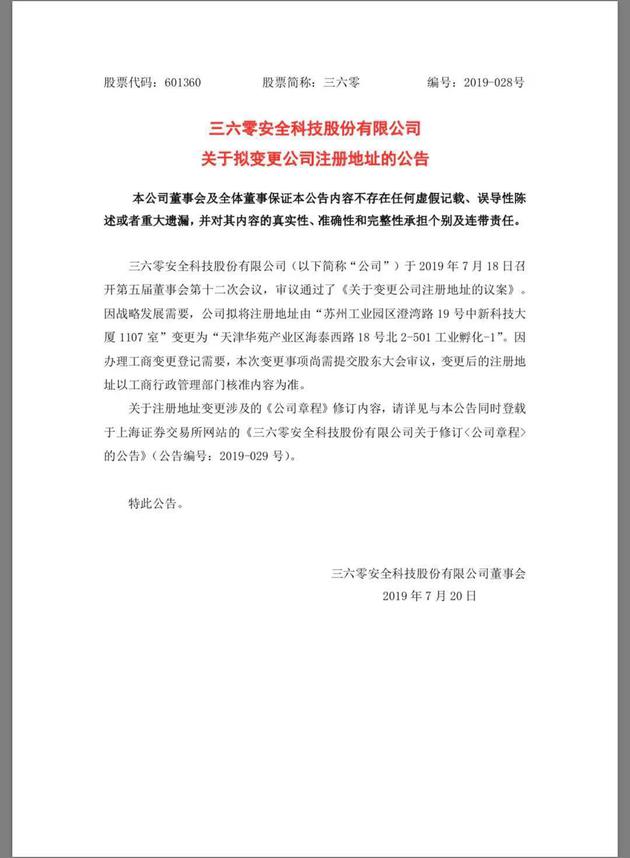 股票代码：601360 股票简称：三六零 编号：2019-028号
三六零安全科技股份有限公司
关于拟变更公司注册地址的公告
本公司董事会及全体董事保证本公告内容不存在任何虚假记载、误导性陈
述或者重大遗漏，并对其内容的真实性、准确性和完整性承担个别及连带责任。
三六零安全科技股份有限公司（以下简称“公司”）于 2019 年 7 月 18 日召
开第五届董事会第十二次会议，审议通过了《关于变更公司注册地址的议案》。
因战略发展需要，公司拟将注册地址由“苏州工业园区澄湾路 19 号中新科技大
厦 1107 室”变更为“天津华苑产业区海泰西路 18 号北 2-501 工业孵化-1”。因
办理工商变更登记需要，本次变更事项尚需提交股东大会审议，变更后的注册地
址以工商行政管理部门核准内容为准。
关于注册地址变更涉及的《公司章程》修订内容，请详见与本公告同时登载
于上海证券交易所网站的《三六零安全科技股份有限公司关于修订<公司章程>
的公告》（公告编号：2019-029 号）。
特此公告。
三六零安全科技股份有限公司董事会
2019 年 7 月 20 日